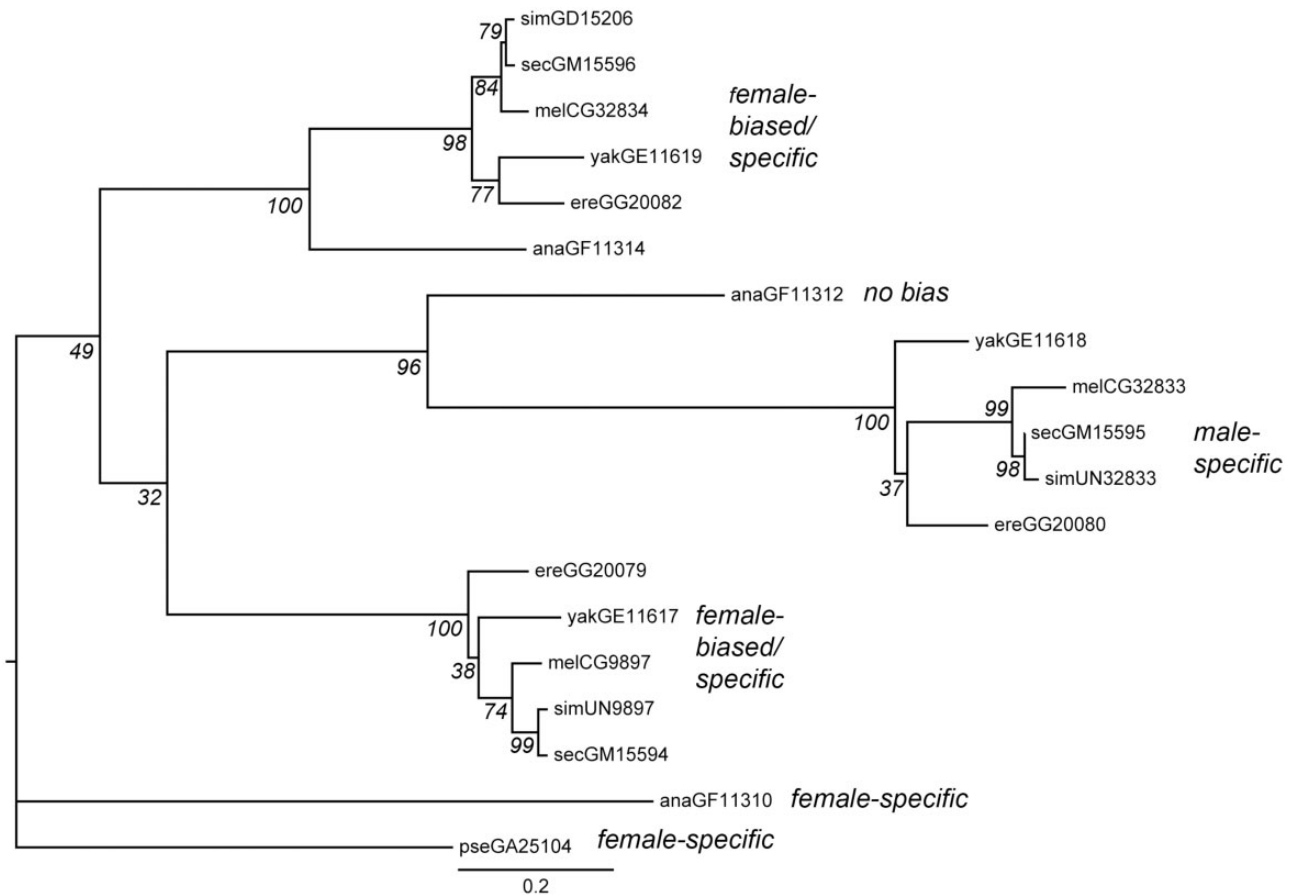 simGD15206
79
secGM15596
84
melCG32834
female-
biased/
specific
98
yakGE11619
77
ereGG20082
100
anaGF11314
anaGF11312 no bias
49
96
yakGE11618
melCG32833
99
100
secGM15595
male-
specific
98
simUN32833
37
32
ereGG20080
ereGG20079
yakGE11617
female-
biased/
specific
100
38
melCG9897
74
simUN9897
99
secGM15594
anaGF11310 female-specific
pseGA25104 female-specific
0.2